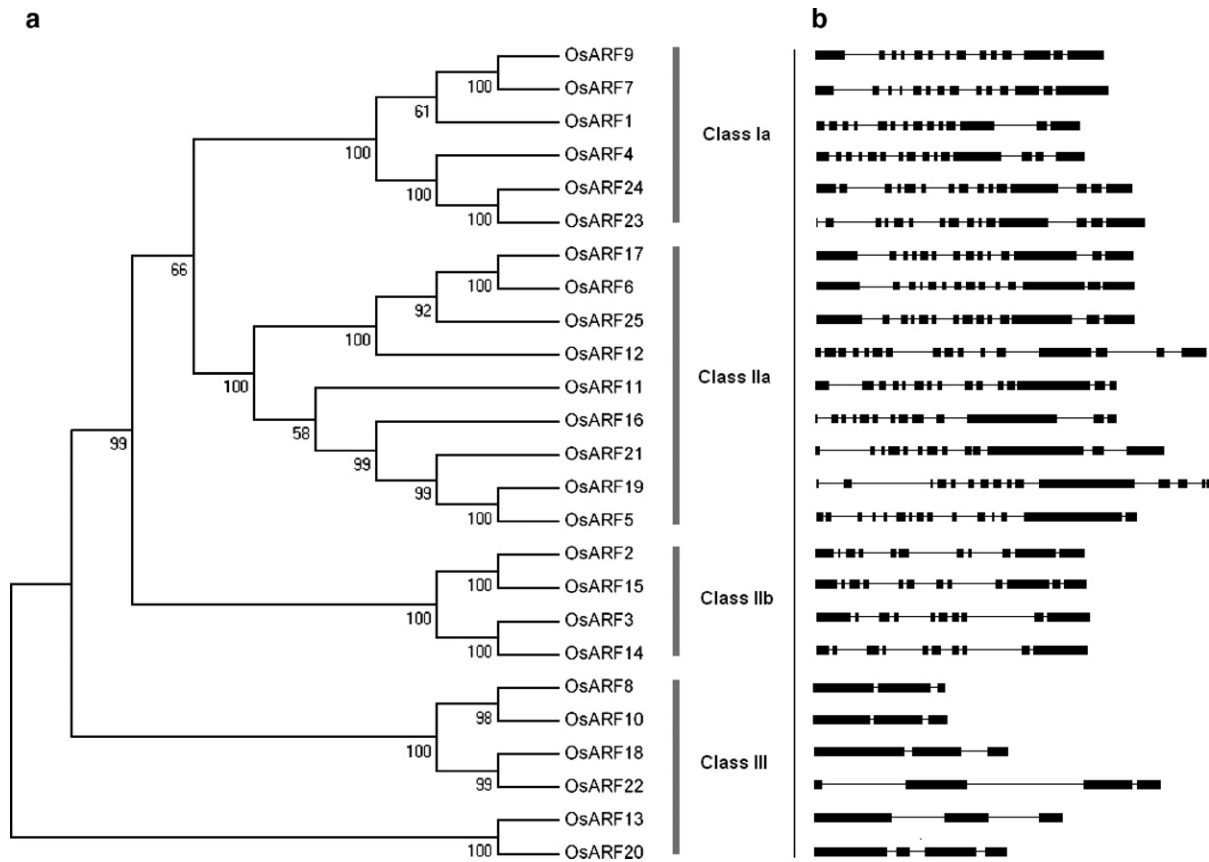 a
b
OsARF9
OsARF7
100
61
OsARF1
Class Ia
100
OsARF4
100
OsARF24
OsARF23
100
OsARF17
66
OsARF6
100
92
OsARF25
100
OsARF12
Class IIa
100
OsARF11
OsARF16
58
99
99
OsARF21
OsARF19
99
OsARF5
100
OsARF2
100
OsARF15
Class IIb
100
OsARF3
OsARF14
100
OsARF8
98
OsARF10
100
OsARF18
Class III
99
OsARF22
OsARF13
100
OsARF20